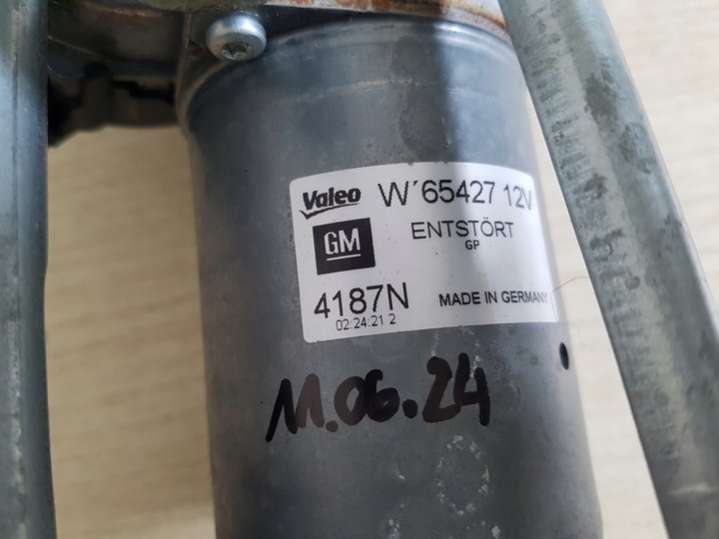 Valeo W´65427 12V
GM ENTSTÖRT
GP
4187N MADE IN GERMANY
02:24:21 2
11.06.24